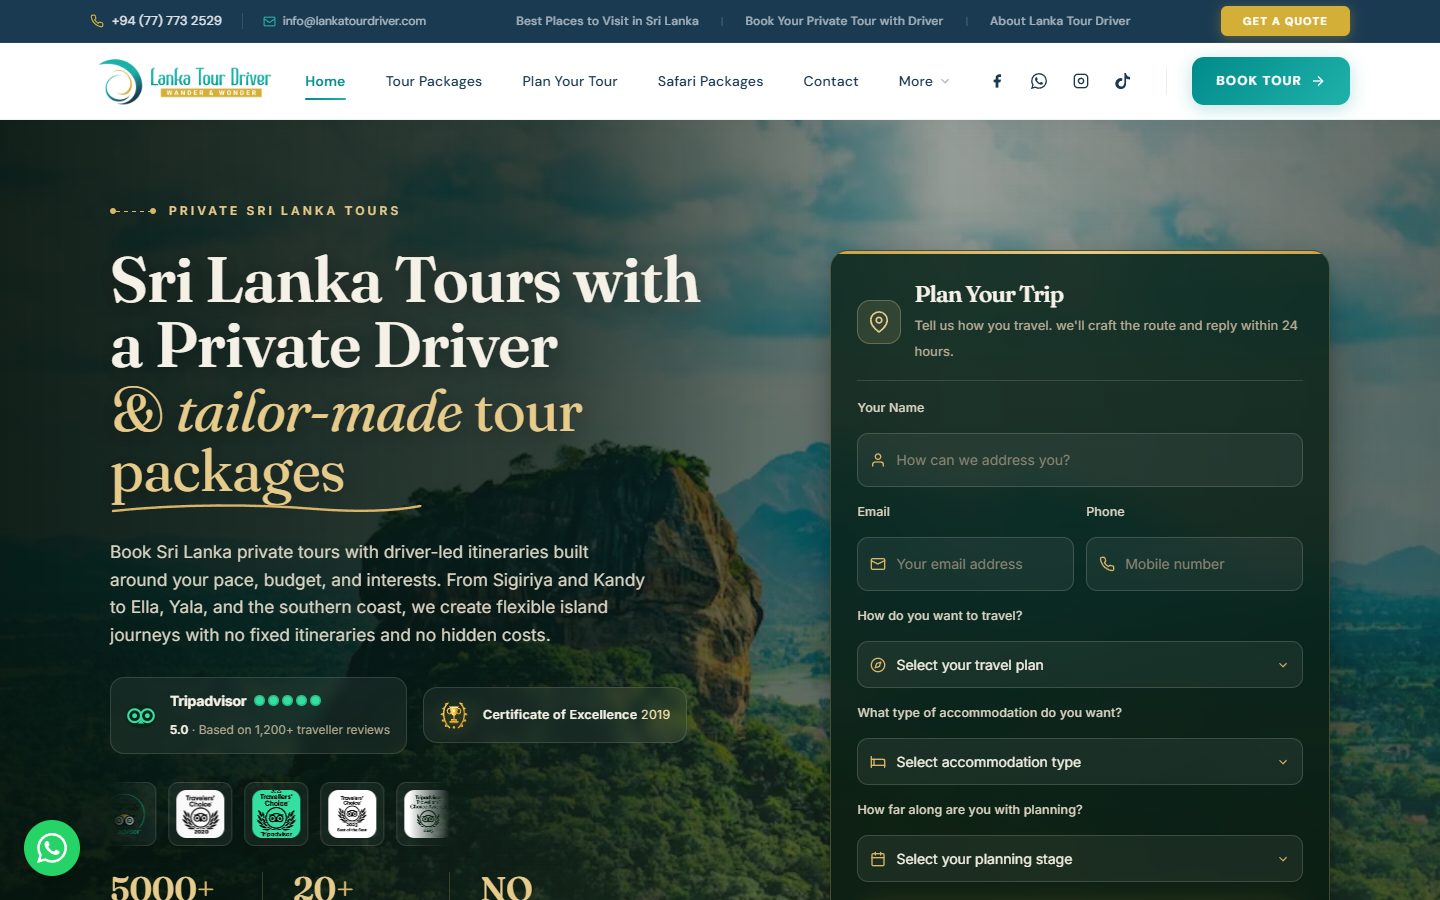 +94 (77) 773 2529
info@lankatourdriver.com
Best Places to Visit in Sri Lanka
Book Your Private Tour with Driver
About Lanka Tour Driver
GET A QUOTE
Lanka Tour Driver
WANDER & WONDER
Home
Tour Packages
Plan Your Tour
Safari Packages
Contact
More
BOOK TOUR
PRIVATE SRI LANKA TOURS
Sri Lanka Tours with
a Private Driver
& tailor-made tour
packages
Book Sri Lanka private tours with driver-led itineraries built
around your pace, budget, and interests. From Sigiriya and Kandy
to Ella, Yala, and the southern coast, we create flexible island
journeys with no fixed itineraries and no hidden costs.
Tripadvisor
5.0 · Based on 1,200+ traveller reviews
Certificate of Excellence 2019
Travelers'
Choice
2020
Travellers'
Choice
Tripadvisor
Travelers'
Choice
5000+
20+
NO
Plan Your Trip
Tell us how you travel. we'll craft the route and reply within 24
hours.
Your Name
How can we address you?
Email
Phone
Your email address
Mobile number
How do you want to travel?
Select your travel plan
What type of accommodation do you want?
Select accommodation type
How far along are you with planning?
Select your planning stage